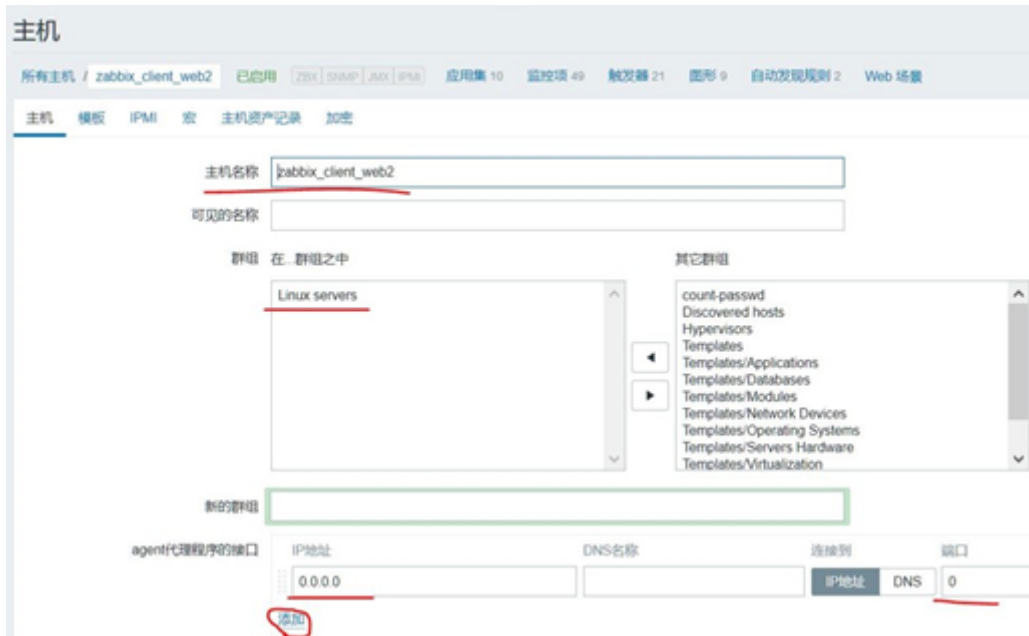 主机
所有主机 / zabbix_client_web2 已启用 ZBX SNMP JMX IPMI 应用集 10 监控项 49 触发器 21 图形 9 自动发现规则 2 Web 场景
主机 模板 IPMI 宏 主机资产记录 加密
主机名称 zabbix_client_web2
可见的名称
群组 在...群组之中 其它群组
Linux servers
count-passwd
Discovered hosts
Hypervisors
Templates
Templates/Applications
Templates/Databases
Templates/Modules
Templates/Network Devices
Templates/Operating Systems
Templates/Servers Hardware
Templates/Virtualization
新的群组
agent代理程序的接口 IP地址 DNS名称 连接到 端口
0.0.0.0 IP地址 DNS 0
添加